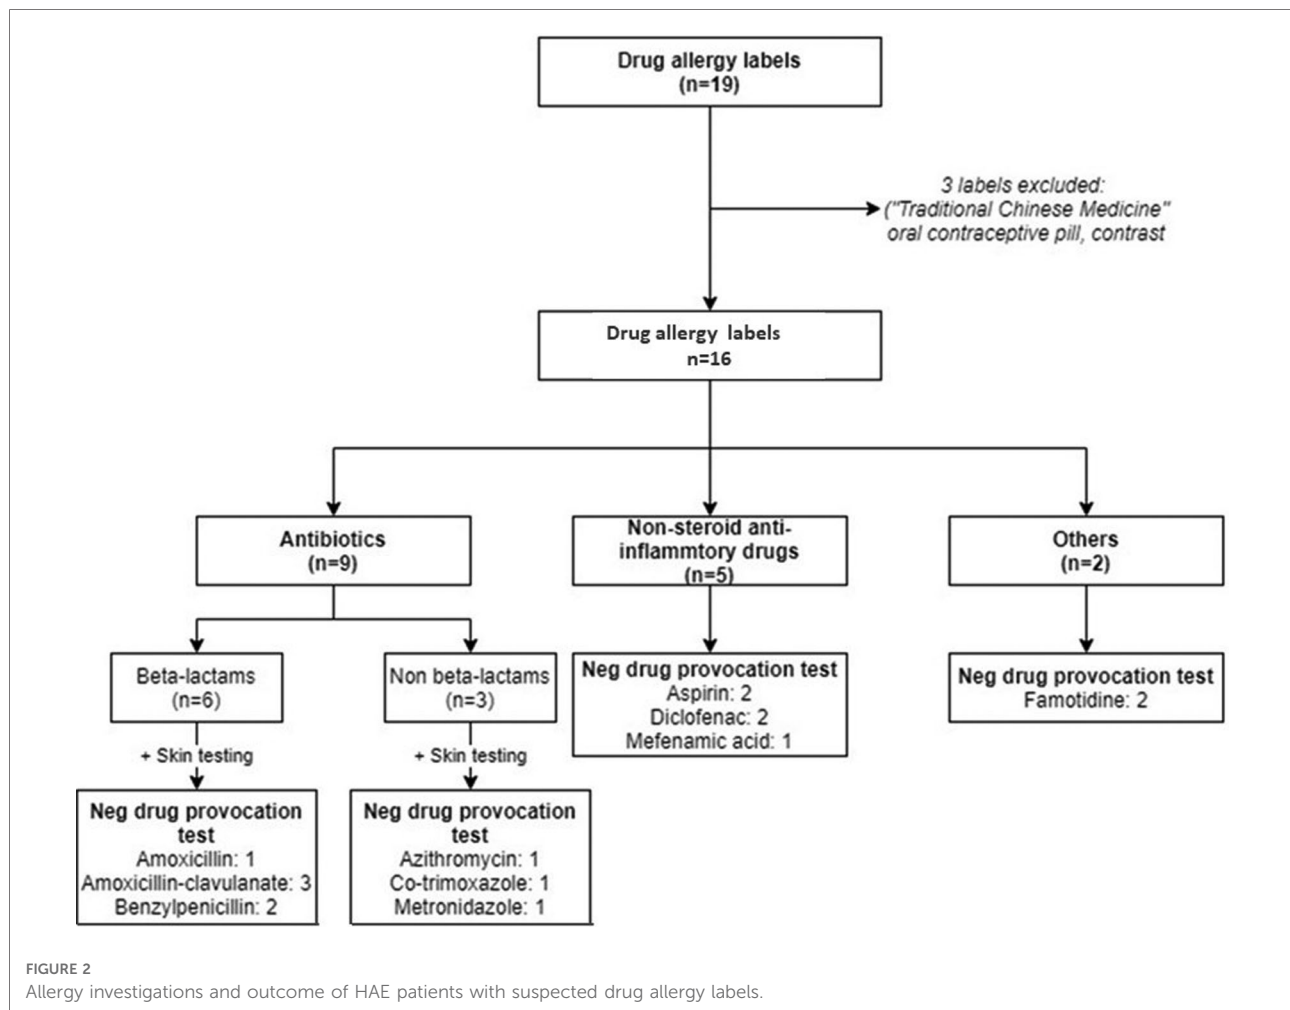 Drug allergy labels
(n=19)
3 labels excluded:
("Traditional Chinese Medicine"
oral contraceptive pill, contrast
Drug allergy labels
n=16
Antibiotics
(n=9)
Non-steroid anti-
inflammtory drugs
(n=5)
Others
(n=2)
Beta-lactams
(n=6)
Non beta-lactams
(n=3)
Neg drug provocation test
Aspirin: 2
Diclofenac: 2
Mefenamic acid: 1
Neg drug provocation test
Famotidine: 2
+ Skin testing
+ Skin testing
Neg drug provocation
test
Amoxicillin: 1
Amoxicillin-clavulanate: 3
Benzylpenicillin: 2
Neg drug provocation
test
Azithromycin: 1
Co-trimoxazole: 1
Metronidazole: 1
FIGURE 2
Allergy investigations and outcome of HAE patients with suspected drug allergy labels.